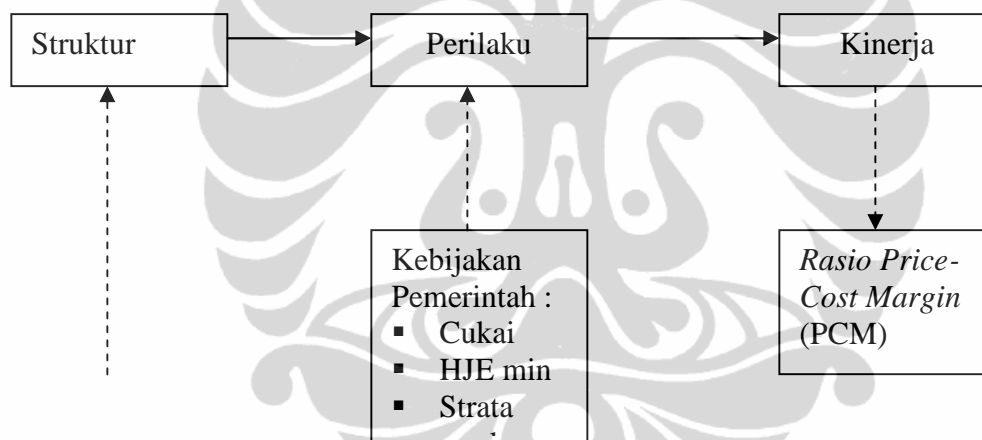 Struktur
Perilaku
Kinerja
Kebijakan
Pemerintah :
▪ Cukai
▪ HJE min
▪ Strata
Rasio Price-
Cost Margin
(PCM)